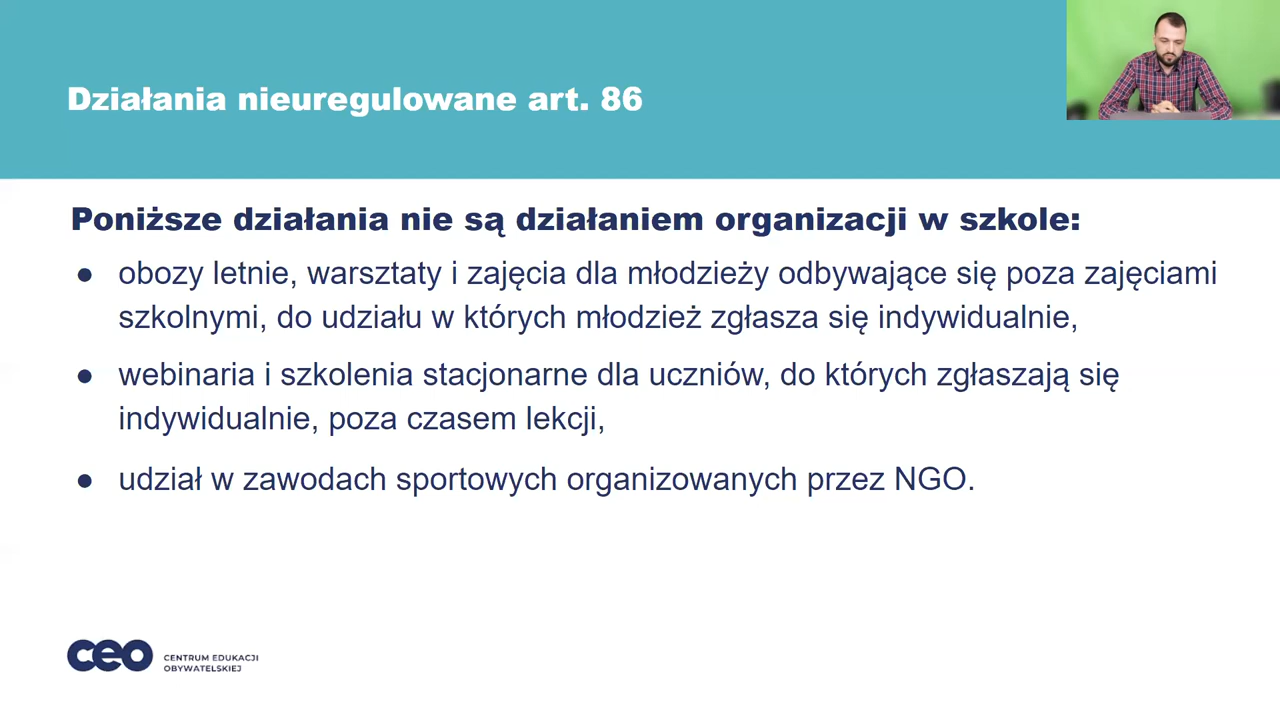 Działania nieuregulowane art. 86
Poniższe działania nie są działaniem organizacji w szkole:
● obozy letnie, warsztaty i zajęcia dla młodzieży odbywające się poza zajęciami
szkolnymi, do udziału w których młodzież zgłasza się indywidualnie,
● webinaria i szkolenia stacjonarne dla uczniów, do których zgłaszają się
indywidualnie, poza czasem lekcji,
● udział w zawodach sportowych organizowanych przez NGO.
ceo
CENTRUM EDUKACJI
OBYWATELSKIEJ